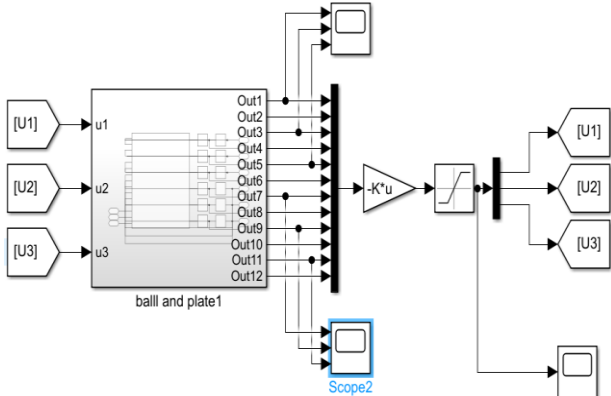 [U1]
[U2]
[U3]
u1
u2
u3
Out1
Out2
Out3
Out4
Out5
Out6
Out7
Out8
Out9
Out10
Out11
Out12
balll and plate1
-K*u
[U1]
[U2]
[U3]
Scope2